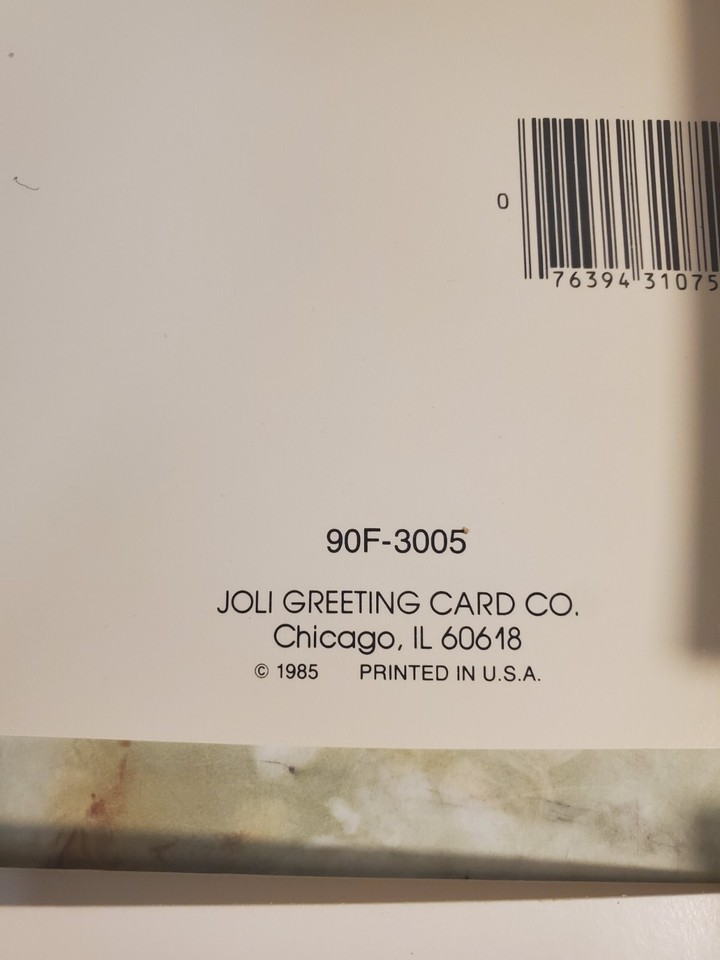 0
76394 31075
90F-3005
JOLI GREETING CARD CO.
Chicago, IL 60618
© 1985 PRINTED IN U.S.A.